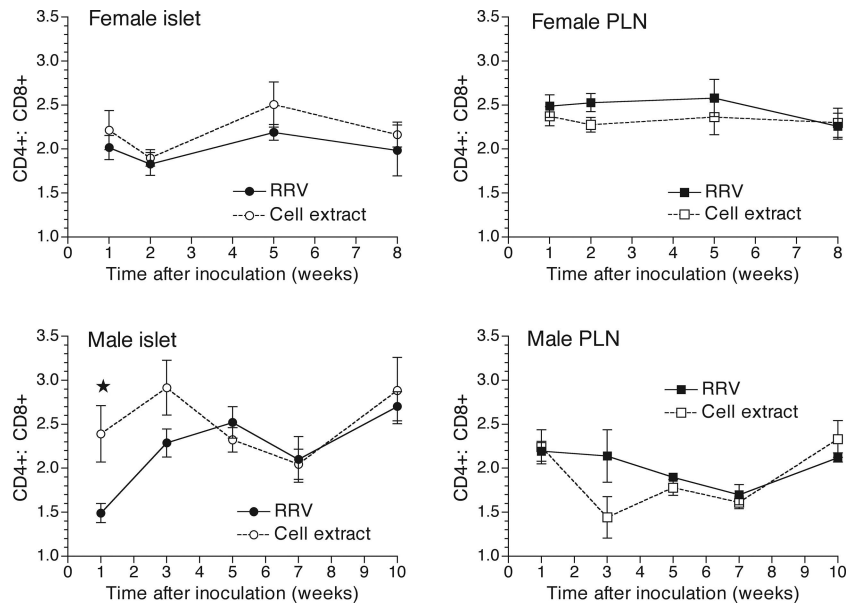 Female islet
3.5
3.0
2.5
2.0
1.5
1.0
CD4+: CD8+
RRV
Cell extract
0 1 2 3 4 5 6 7 8
Time after inoculation (weeks)
Female PLN
3.5
3.0
2.5
2.0
1.5
1.0
CD4+: CD8+
RRV
Cell extract
0 1 2 3 4 5 6 7 8
Time after inoculation (weeks)
Male islet
3.5
3.0
2.5
2.0
1.5
1.0
CD4+: CD8+
RRV
Cell extract
0 1 2 3 4 5 6 7 8 9 10
Time after inoculation (weeks)
Male PLN
3.5
3.0
2.5
2.0
1.5
1.0
CD4+: CD8+
RRV
Cell extract
0 1 2 3 4 5 6 7 8 9 10
Time after inoculation (weeks)